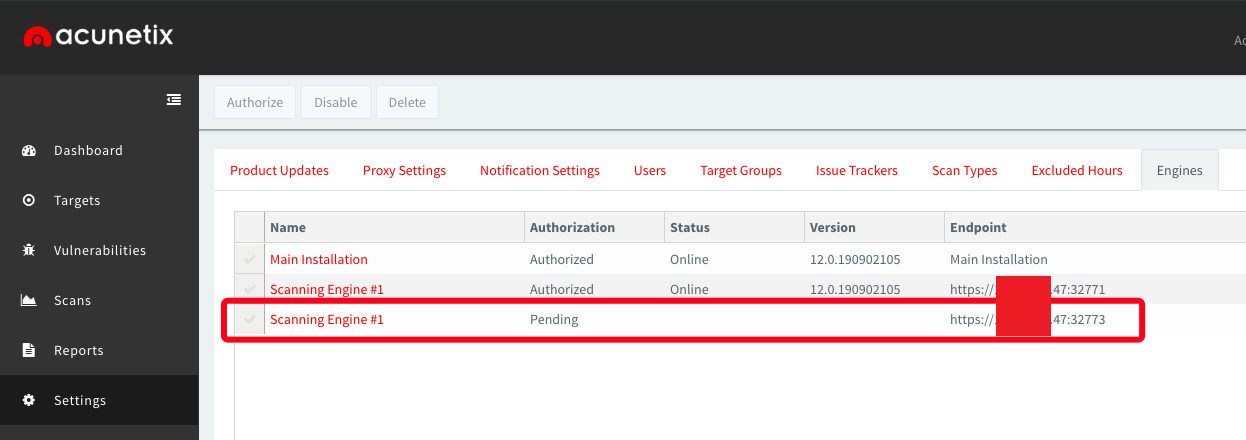 acunetix
Ac
Authorize Disable Delete
Dashboard
Targets
Vulnerabilities
Scans
Reports
Settings
Product Updates Proxy Settings Notification Settings Users Target Groups Issue Trackers Scan Types Excluded Hours Engines
Name Authorization Status Version Endpoint
Main Installation Authorized Online 12.0.190902105 Main Installation
Scanning Engine #1 Authorized Online 12.0.190902105 https:// 47:32771
Scanning Engine #1 Pending https:// 47:32773